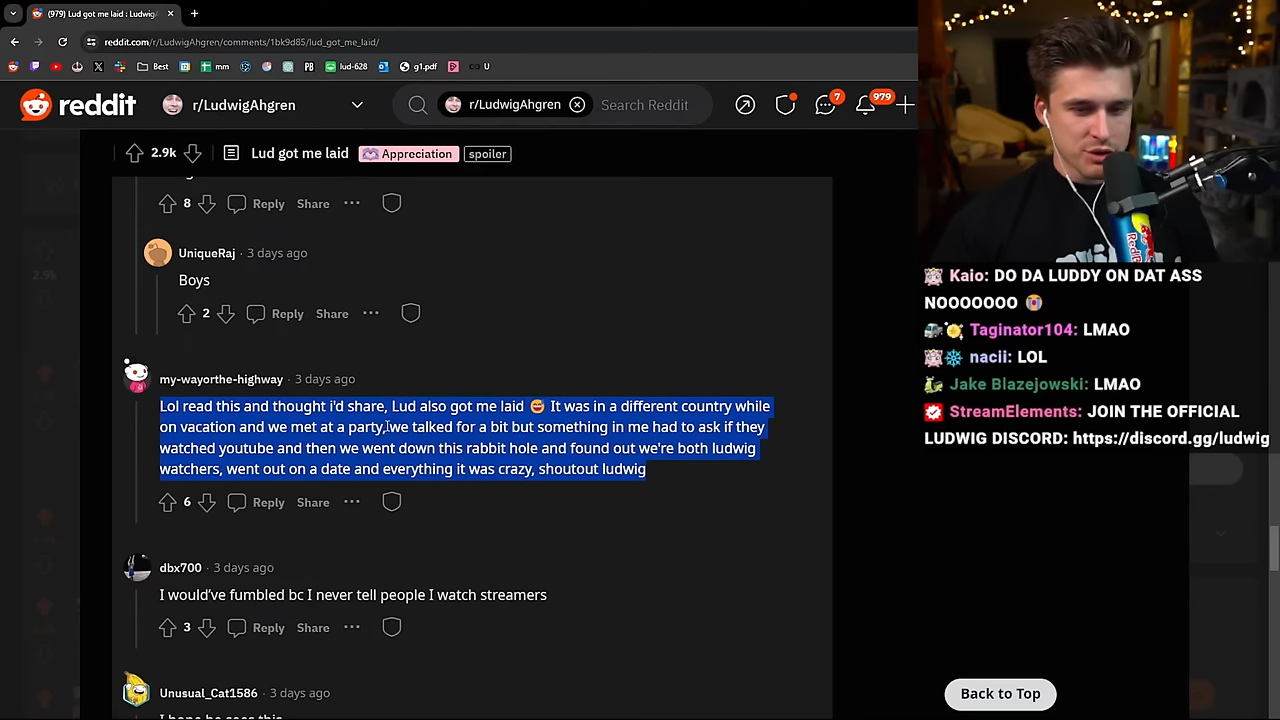 (979) Lud got me laid : Ludwig
reddit.com/r/LudwigAhgren/comments/1bk9d85/lud_got_me_laid/
Best
mm
PB
lud-628
g1.pdf
U
reddit
r/LudwigAhgren
r/LudwigAhgren
Search Reddit
7
979
2.9k
Lud got me laid
Appreciation
spoiler
8 Reply Share
UniqueRaj · 3 days ago
Boys
2 Reply Share
my-wayorthe-highway · 3 days ago
Lol read this and thought i'd share, Lud also got me laid 😅 It was in a different country while
on vacation and we met at a party, we talked for a bit but something in me had to ask if they
watched youtube and then we went down this rabbit hole and found out we're both ludwig
watchers, went out on a date and everything it was crazy, shoutout ludwig
6 Reply Share
dbx700 · 3 days ago
I would've fumbled bc I never tell people I watch streamers
3 Reply Share
Unusual_Cat1586 · 3 days ago
Back to Top
Kaio: DO DA LUDDY ON DAT ASS
NOOOOOOO 😭
Taginator104: LMAO
nacii: LOL
Jake Blazejowski: LMAO
StreamElements: JOIN THE OFFICIAL
LUDWIG DISCORD: https://discord.gg/ludwig